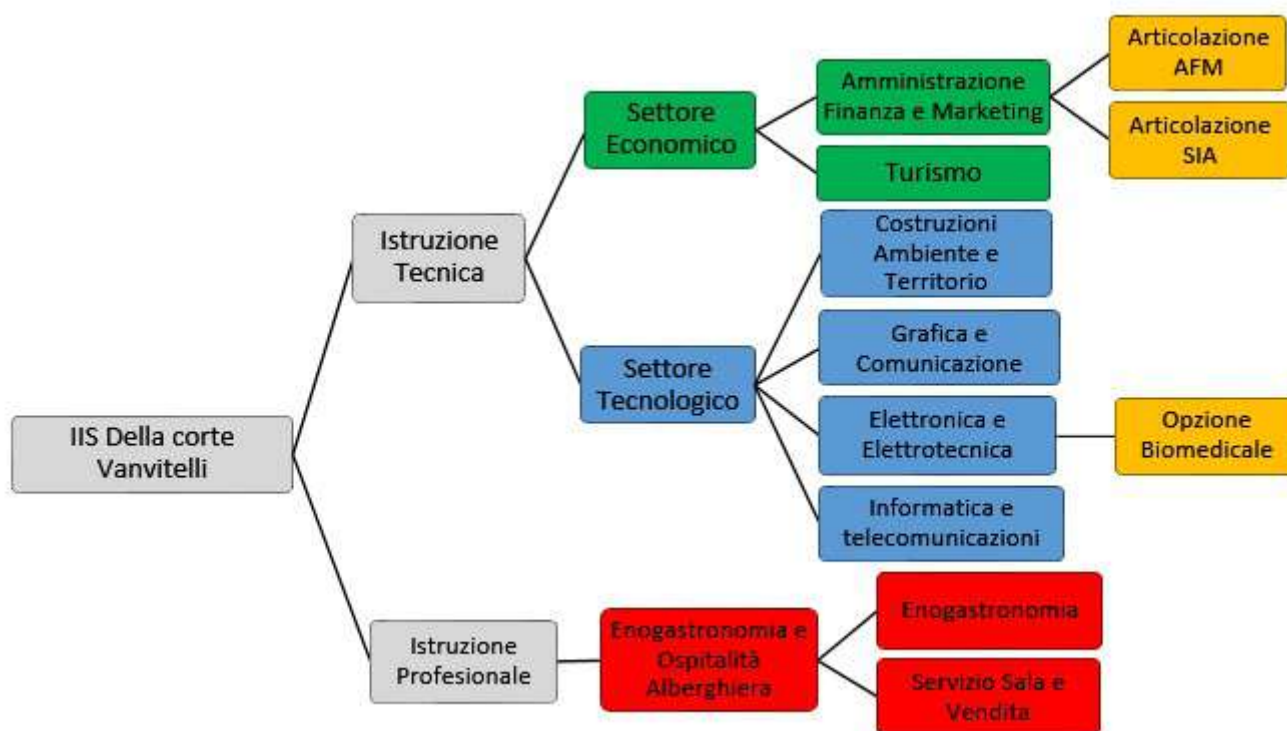 IIS Della corte
Vanvitelli
Istruzione
Tecnica
Settore
Economico
Amministrazione
Finanza e Marketing
Articolazione
AFM
Articolazione
SIA
Turismo
Settore
Tecnologico
Costruzioni
Ambiente e
Territorio
Grafica e
Comunicazione
Elettronica e
Elettrotecnica
Opzione
Biomedicale
Informatica e
telecomunicazioni
Istruzione
Profesionale
Enogastronomia e
Ospitalità
Alberghiera
Enogastronomia
Servizio Sala e
Vendita